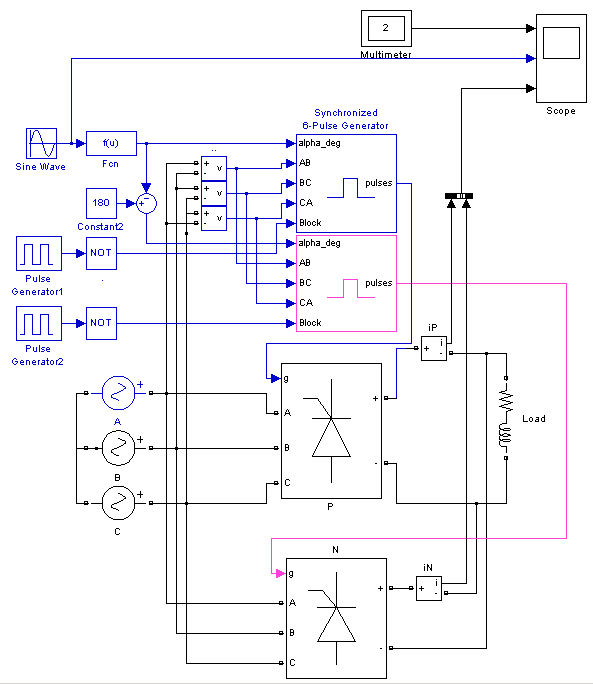 2
Multimeter
Scope
Synchronized
6-Pulse Generator
Sine Wave
f(u)
Fcn
..
+
-
v
+
-
v
+
-
v
alpha_deg
AB
BC
CA
Block
pulses
180
Constant2
+
-
Pulse
Generator1
NOT
.
alpha_deg
AB
BC
CA
Block
pulses
Pulse
Generator2
NOT
iP
+
i
-
Load
+
A
+
B
+
C
g
A
B
C
+
-
P
N
g
A
B
C
+
-
iN
+
i
-